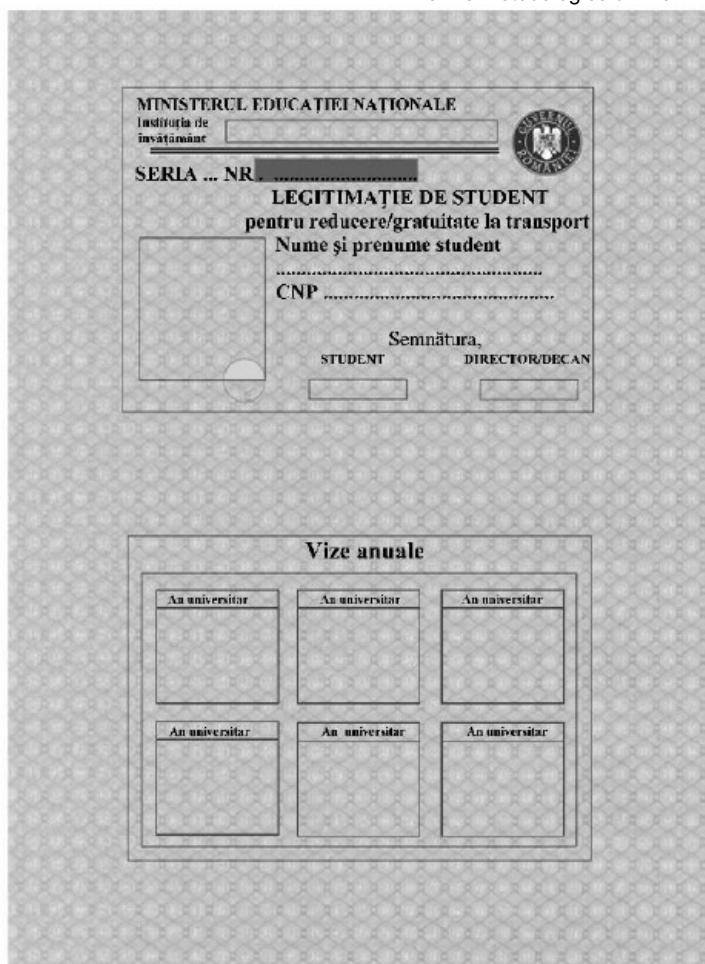 MINISTERUL EDUCAȚIEI NAȚIONALE
Instituția de
învățământ
GUVERNUL ROMÂNIEI
SERIA ... NR. ..........................
LEGITIMAȚIE DE STUDENT
pentru reducere/gratuitate la transport
Nume și prenume student
....................................................
CNP .............................................
Semnătura,
STUDENT DIRECTOR/DECAN
Vize anuale
An universitar An universitar An universitar
An universitar An universitar An universitar